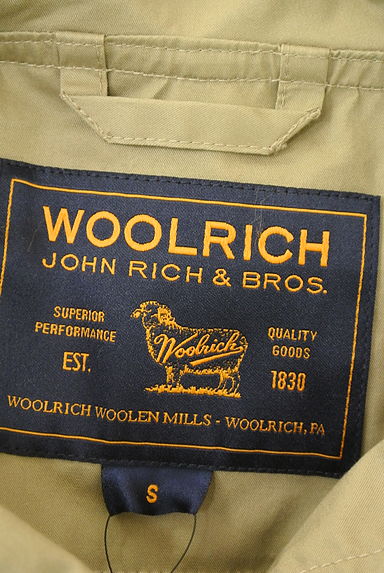 WOOLRICH
JOHN RICH & BROS.
SUPERIOR
PERFORMANCE
EST.
Woolrich
QUALITY
GOODS
1830
WOOLRICH WOOLEN MILLS - WOOLRICH, PA
S